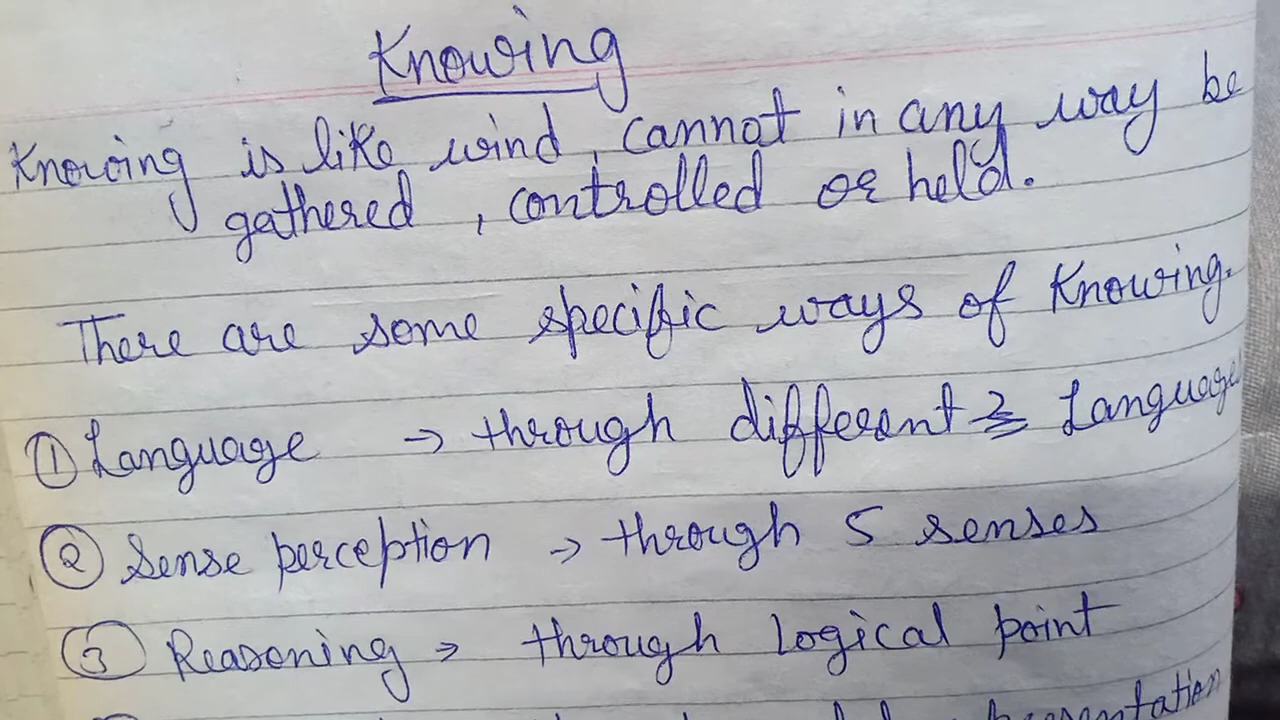 Knowing
Knowing is like wind, cannot in any way be
gathered, controlled or held.
There are some specific ways of Knowing.
① Language → through different Language
② Sense perception → through 5 senses
③ Reasoning → through Logical point